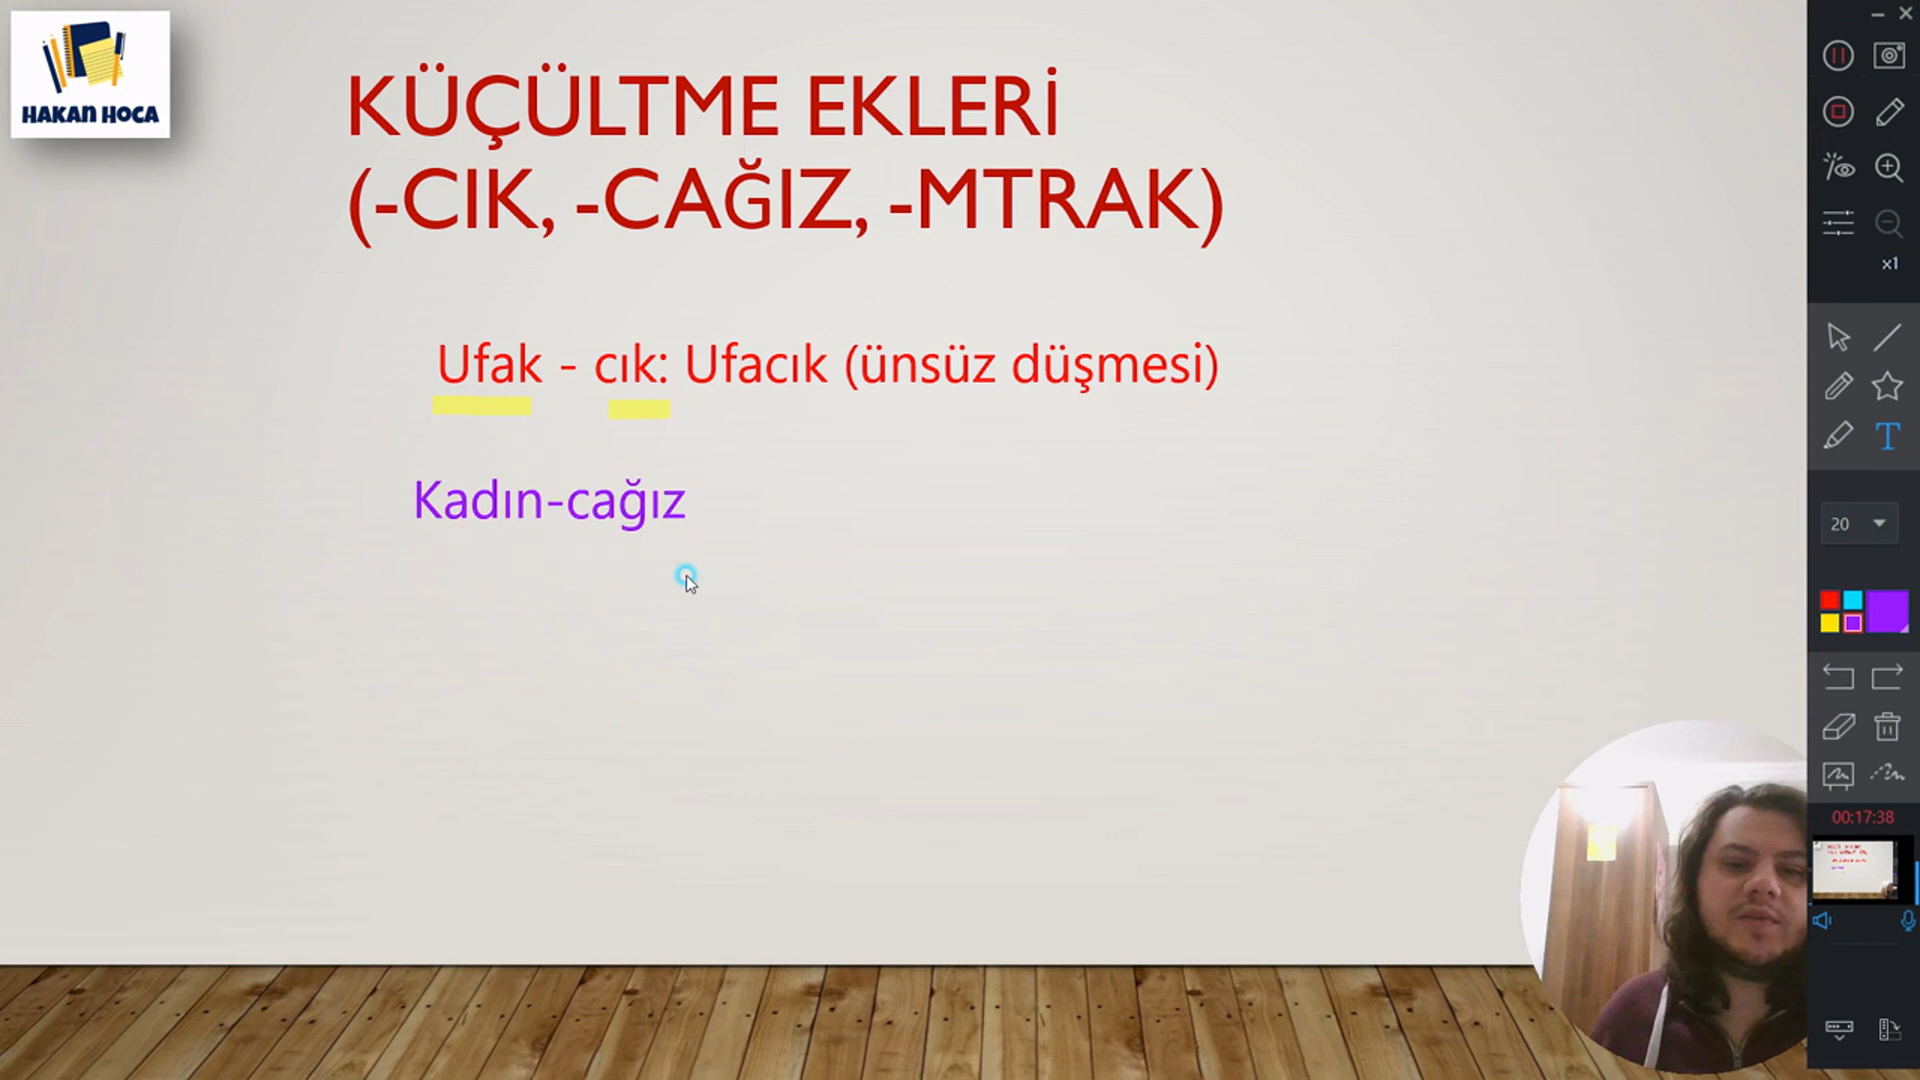 HAKAN HOCA
KÜÇÜLTME EKLERİ
(-CIK, -CAĞIZ, -MTRAK)
Ufak - cık: Ufacık (ünsüz düşmesi)
Kadın-cağız
x1
T
20
00:17:38